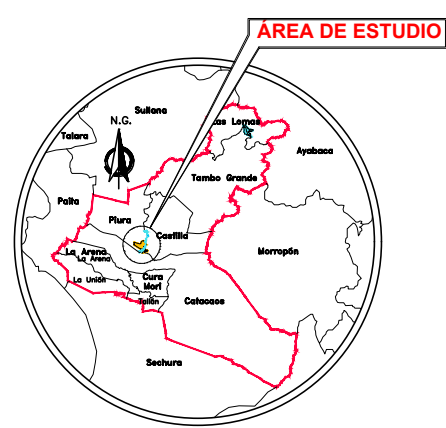 ÁREA DE ESTUDIO
Sullana
N.G.
Las Lomas
Talara
Ayabaca
Tambo Grande
Paita
Piura
Castilla
La Arena
La Arena
Morropón
Cura
Mori
La Unión
Catacaos
Sechura